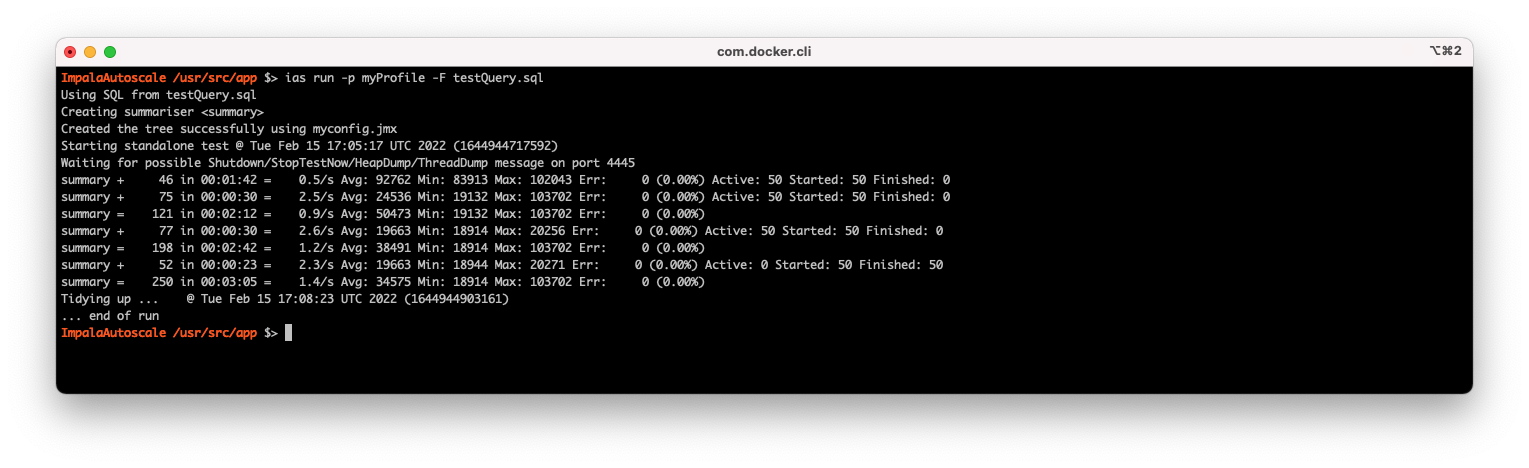 com.docker.cli
⌥⌘2
ImpalaAutoscale /usr/src/app $> ias run -p myProfile -F testQuery.sql
Using SQL from testQuery.sql
Creating summariser <summary>
Created the tree successfully using myconfig.jmx
Starting standalone test @ Tue Feb 15 17:05:17 UTC 2022 (1644944717592)
Waiting for possible Shutdown/StopTestNow/HeapDump/ThreadDump message on port 4445
summary +     46 in 00:01:42 =    0.5/s Avg: 92762 Min: 83913 Max: 102043 Err:     0 (0.00%) Active: 50 Started: 50 Finished: 0
summary +     75 in 00:00:30 =    2.5/s Avg: 24536 Min: 19132 Max: 103702 Err:     0 (0.00%) Active: 50 Started: 50 Finished: 0
summary =    121 in 00:02:12 =    0.9/s Avg: 50473 Min: 19132 Max: 103702 Err:     0 (0.00%)
summary +     77 in 00:00:30 =    2.6/s Avg: 19663 Min: 18914 Max: 20256 Err:     0 (0.00%) Active: 50 Started: 50 Finished: 0
summary =    198 in 00:02:42 =    1.2/s Avg: 38491 Min: 18914 Max: 103702 Err:     0 (0.00%)
summary +     52 in 00:00:23 =    2.3/s Avg: 19663 Min: 18944 Max: 20271 Err:     0 (0.00%) Active: 0 Started: 50 Finished: 50
summary =    250 in 00:03:05 =    1.4/s Avg: 34575 Min: 18914 Max: 103702 Err:     0 (0.00%)
Tidying up ...    @ Tue Feb 15 17:08:23 UTC 2022 (1644944903161)
... end of run
ImpalaAutoscale /usr/src/app $>